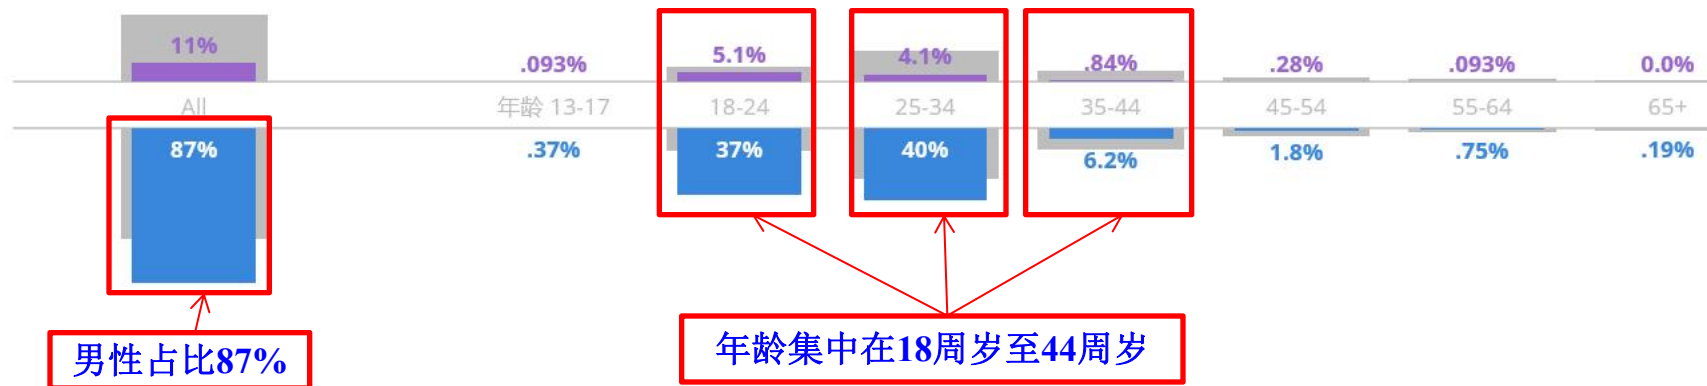 11% .093% 5.1% 4.1% .84% .28% .093% 0.0%
All 年龄 13-17 18-24 25-34 35-44 45-54 55-64 65+
87% .37% 37% 40% 6.2% 1.8% .75% .19%
男性占比87% 年龄集中在18周岁至44周岁